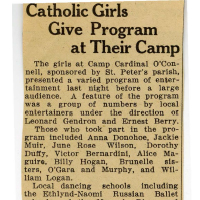 Catholic Girls
Give Program
at Their Camp
The girls at Camp Cardinal O'Con-
nell, sponsored by St. Peter's parish,
presented a varied program of enter-
tainment last night before a large
audience. A feature of the program
was a group of numbers by local
entertainers under the direction of
Leonard Gendron and Ernest Berry.
Those who took part in the pro-
gram included Anna Donohoe, Jackie
Muir, June Rose Wilson, Dorothy
Duffy, Victor Bernardini, Alice Ma-
guire, Billy Hogan, Brunelle sis-
ters, O'Gara and Murphy, and Wil-
liam Logan.
Local dancing schools including
the Ethlynd-Naomi Russian Ballet